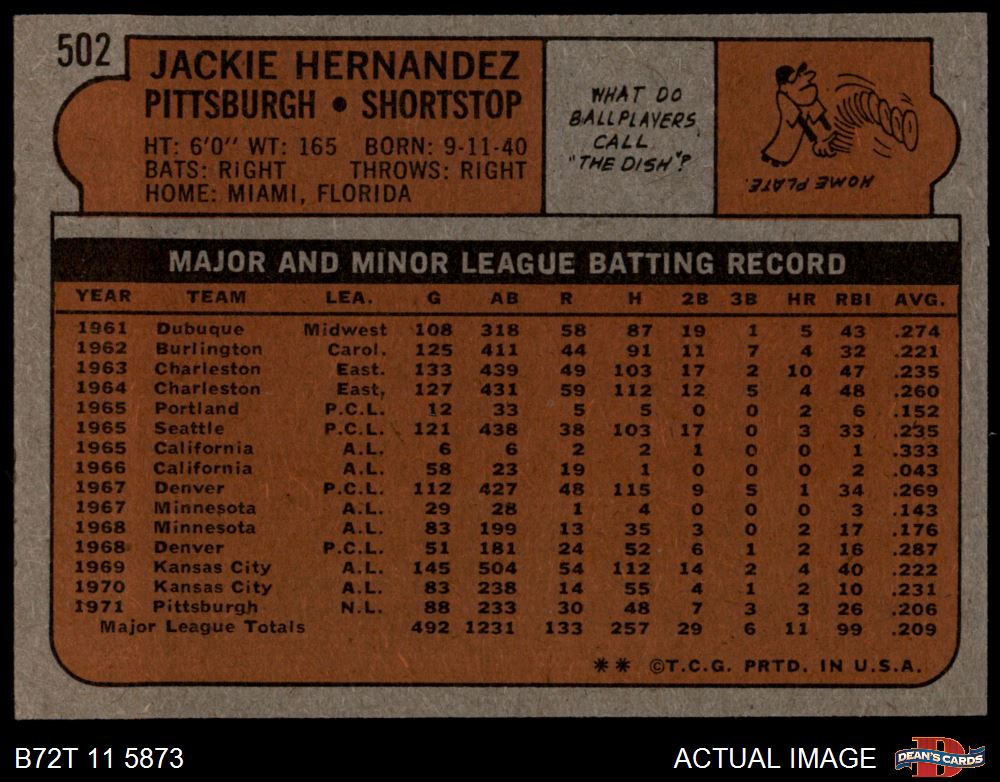 502
JACKIE HERNANDEZ
PITTSBURGH • SHORTSTOP
HT: 6'0" WT: 165 BORN: 9-11-40
BATS: RIGHT THROWS: RIGHT
HOME: MIAMI, FLORIDA
WHAT DO
BALLPLAYERS
CALL
"THE DISH"?
HOME PLATE.
MAJOR AND MINOR LEAGUE BATTING RECORD
YEAR TEAM LEA. G AB R H 2B 3B HR RBI AVG.
1961 Dubuque Midwest 108 318 58 87 19 1 5 43 .274
1962 Burlington Carol. 125 411 44 91 11 7 4 32 .221
1963 Charleston East. 133 439 49 103 17 2 10 47 .235
1964 Charleston East, 127 431 59 112 12 5 4 48 .260
1965 Portland P.C.L. 12 33 5 5 0 0 2 6 .152
1965 Seattle P.C.L. 121 438 38 103 17 0 3 33 .235
1965 California A.L. 6 6 2 2 1 0 0 1 .333
1966 California A.L. 58 23 19 1 0 0 0 2 .043
1967 Denver P.C.L. 112 427 48 115 9 5 1 34 .269
1967 Minnesota A.L. 29 28 1 4 0 0 0 3 .143
1968 Minnesota A.L. 83 199 13 35 3 0 2 17 .176
1968 Denver P.C.L. 51 181 24 52 6 1 2 16 .287
1969 Kansas City A.L. 145 504 54 112 14 2 4 40 .222
1970 Kansas City A.L. 83 238 14 55 4 1 2 10 .231
1971 Pittsburgh N.L. 88 233 30 48 7 3 3 26 .206
Major League Totals 492 1231 133 257 29 6 11 99 .209
** ©T.C.G. PRTD. IN U.S.A.
B72T 11 5873
ACTUAL IMAGE
D
DEAN'S CARDS